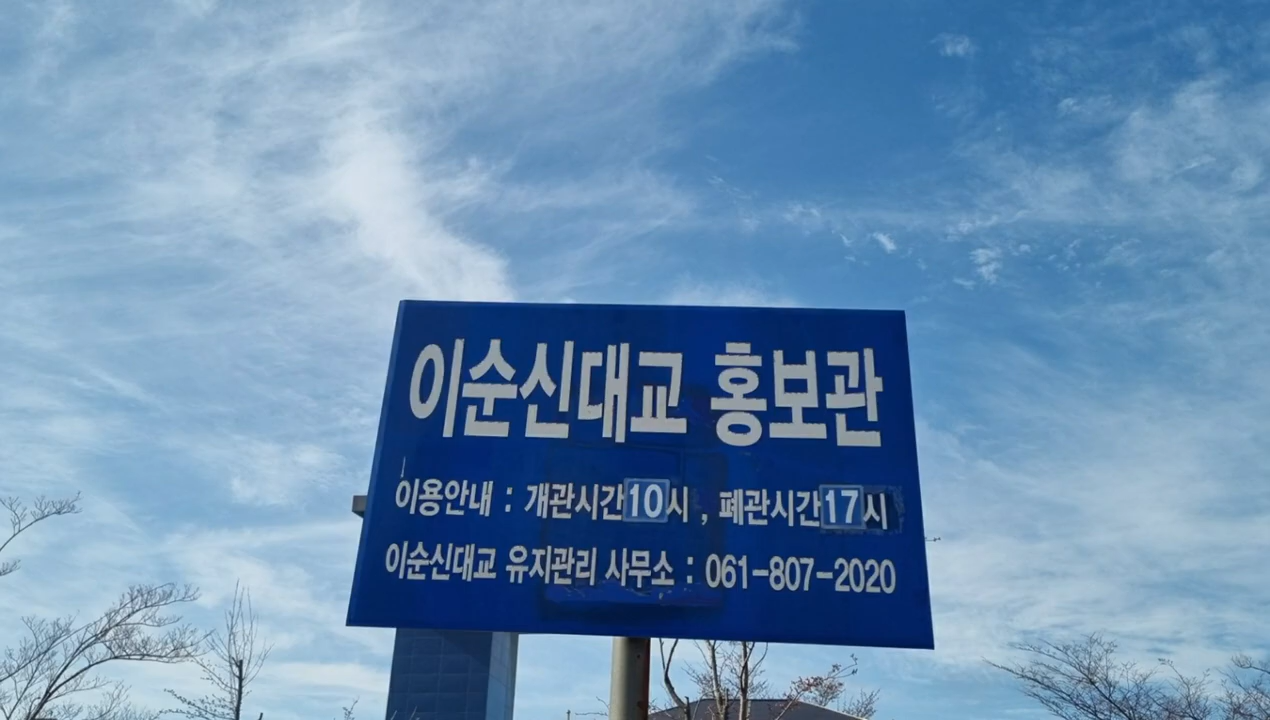 이순신대교 홍보관
이용안내 : 개관시간10시 , 폐관시간17시
이순신대교 유지관리 사무소 : 061-807-2020